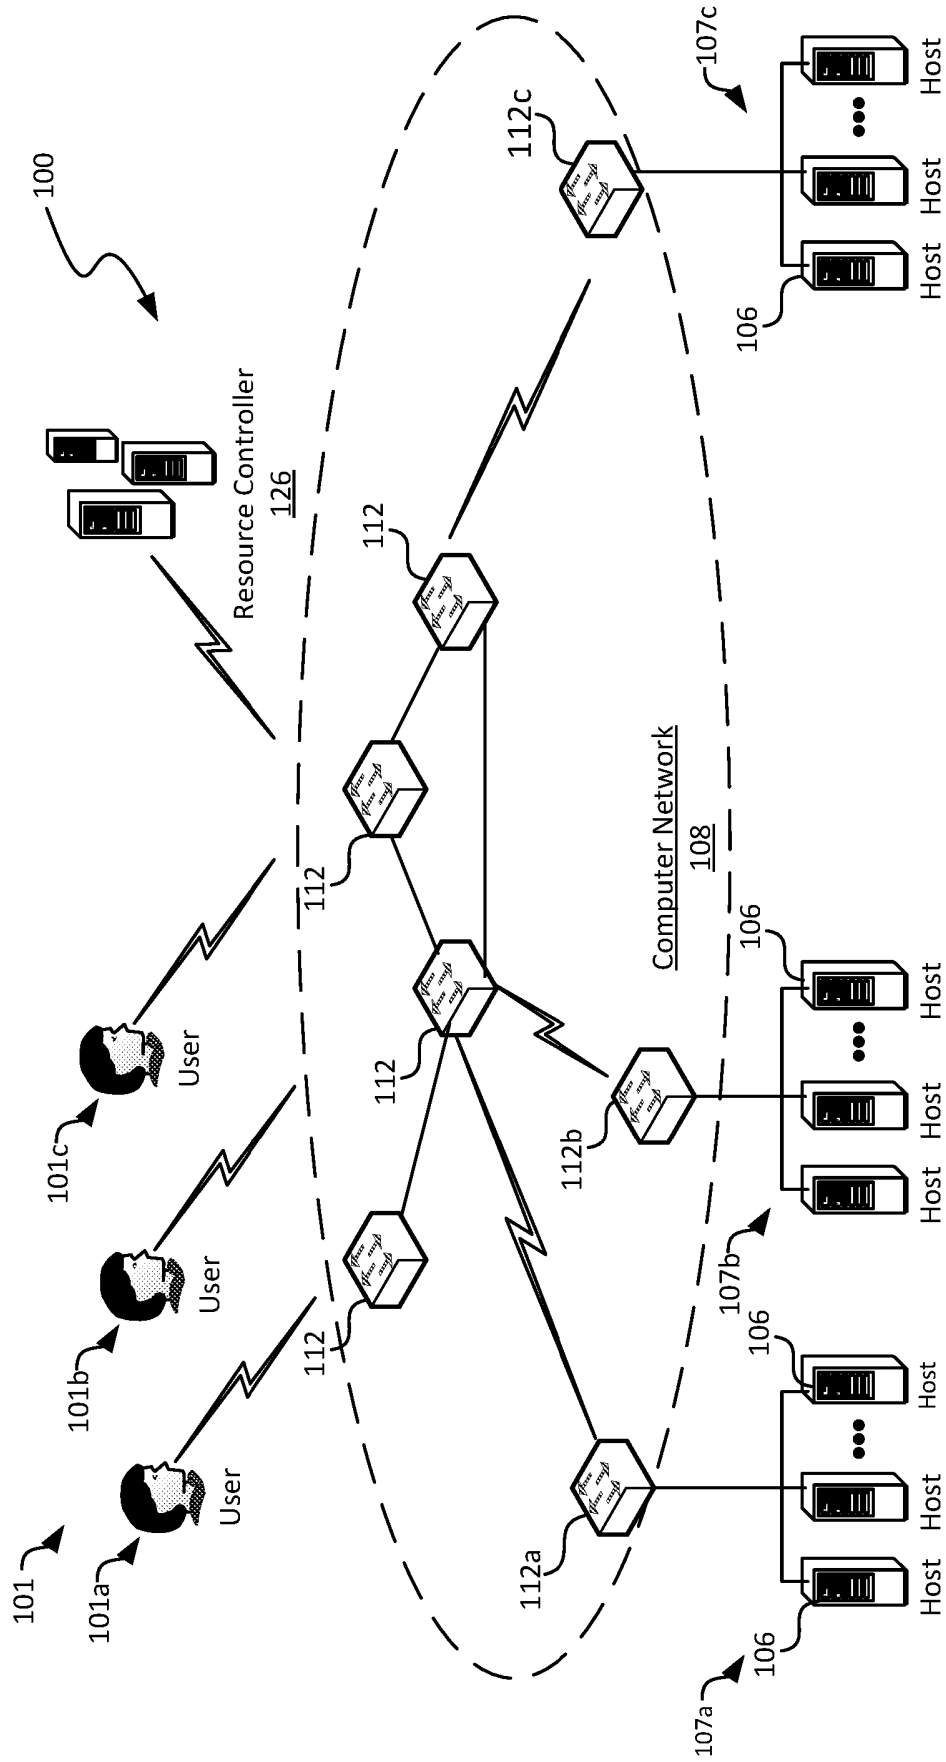 100
101
101a
User
101b
User
101c
User
Resource Controller
126
112
112
112
112
112a
112b
112c
Computer Network
108
107a
106
106
Host
Host
Host
107b
106
Host
Host
Host
107c
106
Host
Host
Host